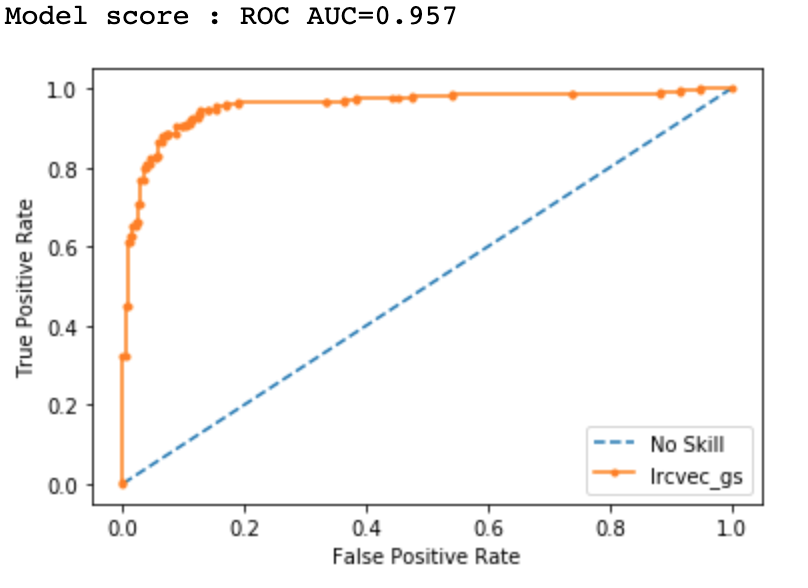 Model score : ROC AUC=0.957
1.0
0.8
0.6
0.4
0.2
0.0
True Positive Rate
No Skill
lrcvec_gs
0.0 0.2 0.4 0.6 0.8 1.0
False Positive Rate